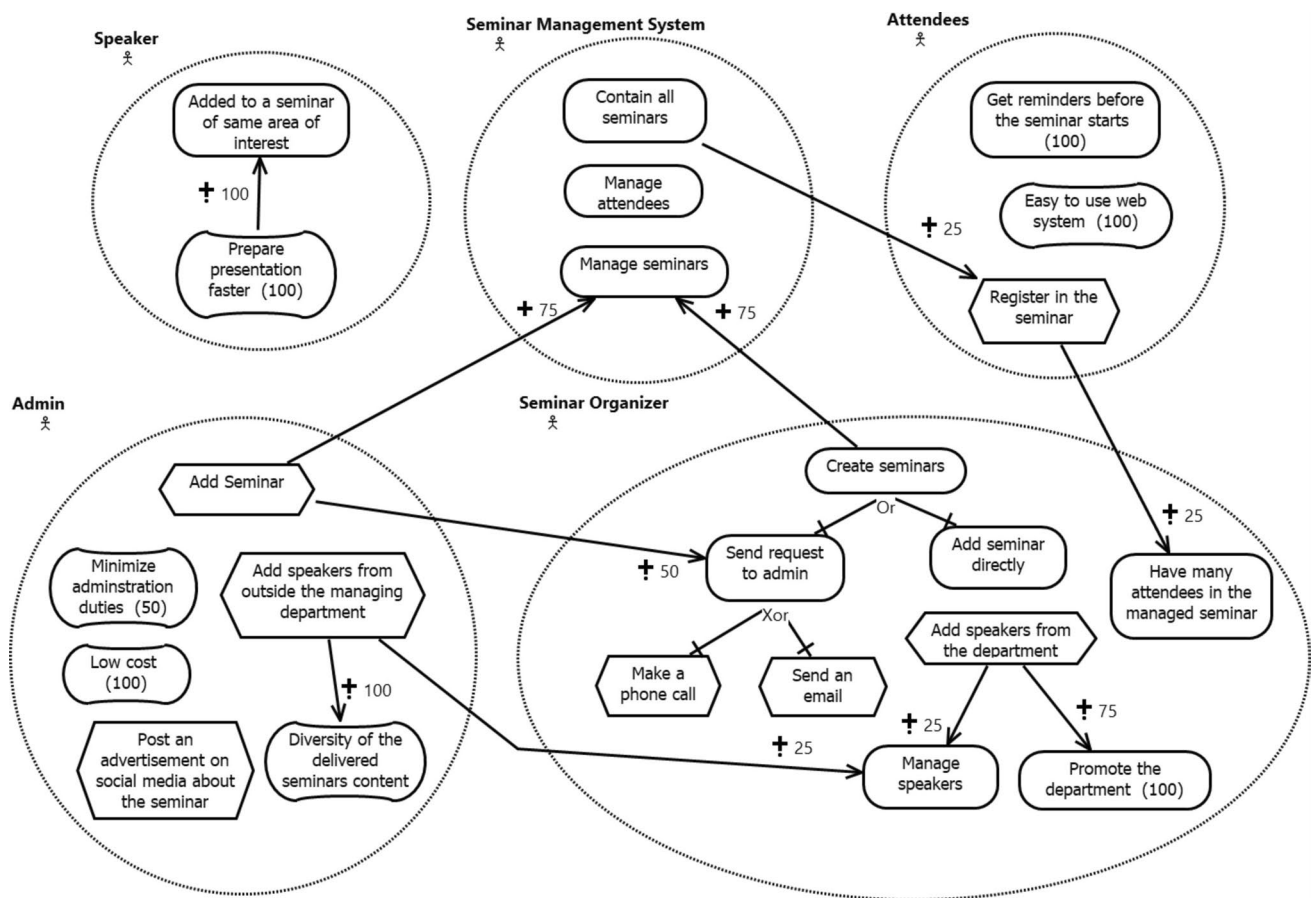 Speaker
Added to a seminar
of same area of
interest
100
Prepare
presentation
faster (100)
Seminar Management System
Contain all
seminars
Manage
attendees
Manage seminars
75
75
Attendees
Get reminders before
the seminar starts
(100)
Easy to use web
system (100)
25
Register in the
seminar
Admin
Add Seminar
Minimize
adminstration
duties (50)
Add speakers from
outside the managing
department
Low cost
(100)
100
Post an
advertisement on
social media about
the seminar
Diversity of the
delivered
seminars content
Seminar Organizer
Create seminars
Or
Send request
to admin
50
Add seminar
directly
25
Have many
attendees in the
managed seminar
Xor
Make a
phone call
Send an
email
Add speakers from
the department
25
25
75
Manage
speakers
Promote the
department (100)